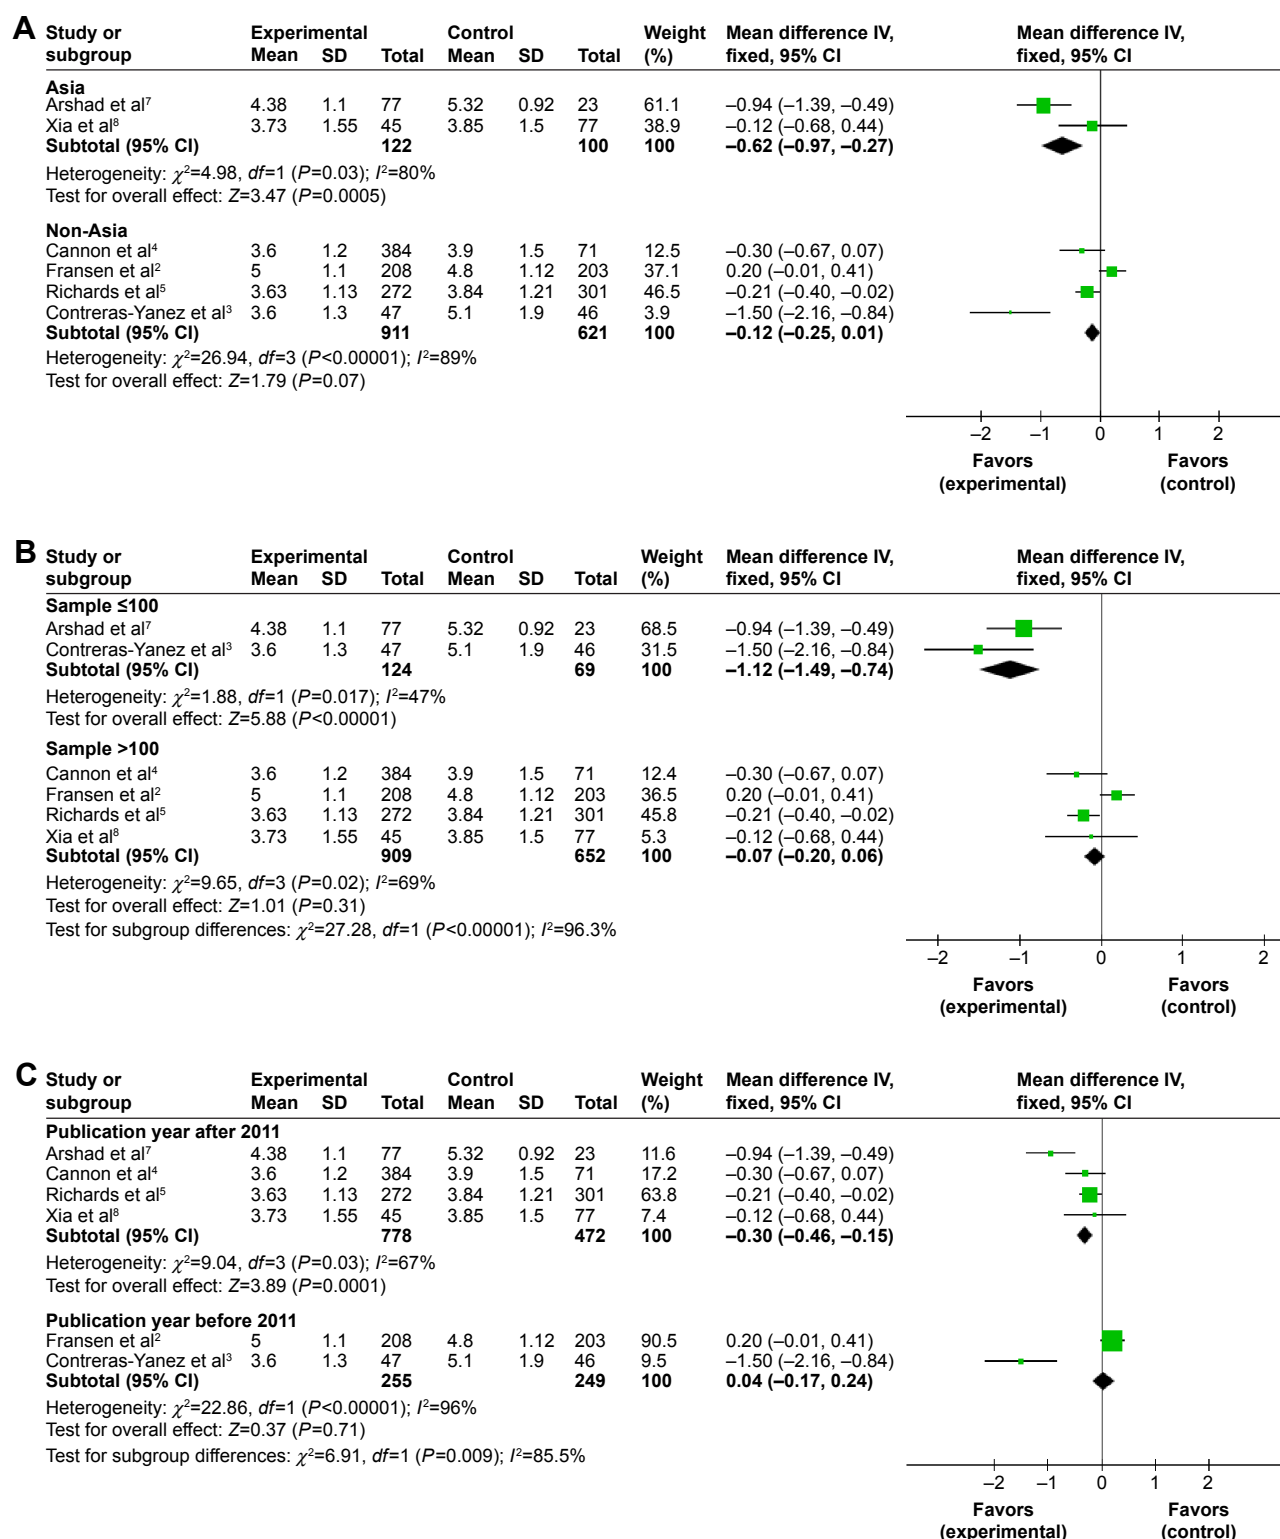 A Study or Experimental Control Weight Mean difference IV, Mean difference IV,
subgroup Mean SD Total Mean SD Total (%) fixed, 95% CI fixed, 95% CI
Asia
Arshad et al⁷ 4.38 1.1 77 5.32 0.92 23 61.1 –0.94 (–1.39, –0.49)
Xia et al⁸ 3.73 1.55 45 3.85 1.5 77 38.9 –0.12 (–0.68, 0.44)
Subtotal (95% CI) 122 100 100 –0.62 (–0.97, –0.27)
Heterogeneity: χ²=4.98, df=1 (P=0.03); I²=80%
Test for overall effect: Z=3.47 (P=0.0005)
Non-Asia
Cannon et al⁴ 3.6 1.2 384 3.9 1.5 71 12.5 –0.30 (–0.67, 0.07)
Fransen et al² 5 1.1 208 4.8 1.12 203 37.1 0.20 (–0.01, 0.41)
Richards et al⁵ 3.63 1.13 272 3.84 1.21 301 46.5 –0.21 (–0.40, –0.02)
Contreras-Yanez et al³ 3.6 1.3 47 5.1 1.9 46 3.9 –1.50 (–2.16, –0.84)
Subtotal (95% CI) 911 621 100 –0.12 (–0.25, 0.01)
Heterogeneity: χ²=26.94, df=3 (P<0.00001); I²=89%
Test for overall effect: Z=1.79 (P=0.07)
–2 –1 0 1 2
Favors Favors
(experimental) (control)
B Study or Experimental Control Weight Mean difference IV, Mean difference IV,
subgroup Mean SD Total Mean SD Total (%) fixed, 95% CI fixed, 95% CI
Sample ≤100
Arshad et al⁷ 4.38 1.1 77 5.32 0.92 23 68.5 –0.94 (–1.39, –0.49)
Contreras-Yanez et al³ 3.6 1.3 47 5.1 1.9 46 31.5 –1.50 (–2.16, –0.84)
Subtotal (95% CI) 124 69 100 –1.12 (–1.49, –0.74)
Heterogeneity: χ²=1.88, df=1 (P=0.017); I²=47%
Test for overall effect: Z=5.88 (P<0.00001)
Sample >100
Cannon et al⁴ 3.6 1.2 384 3.9 1.5 71 12.4 –0.30 (–0.67, 0.07)
Fransen et al² 5 1.1 208 4.8 1.12 203 36.5 0.20 (–0.01, 0.41)
Richards et al⁵ 3.63 1.13 272 3.84 1.21 301 45.8 –0.21 (–0.40, –0.02)
Xia et al⁸ 3.73 1.55 45 3.85 1.5 77 5.3 –0.12 (–0.68, 0.44)
Subtotal (95% CI) 909 652 100 –0.07 (–0.20, 0.06)
Heterogeneity: χ²=9.65, df=3 (P=0.02); I²=69%
Test for overall effect: Z=1.01 (P=0.31)
Test for subgroup differences: χ²=27.28, df=1 (P<0.00001); I²=96.3%
–2 –1 0 1 2
Favors Favors
(experimental) (control)
C Study or Experimental Control Weight Mean difference IV, Mean difference IV,
subgroup Mean SD Total Mean SD Total (%) fixed, 95% CI fixed, 95% CI
Publication year after 2011
Arshad et al⁷ 4.38 1.1 77 5.32 0.92 23 11.6 –0.94 (–1.39, –0.49)
Cannon et al⁴ 3.6 1.2 384 3.9 1.5 71 17.2 –0.30 (–0.67, 0.07)
Richards et al⁵ 3.63 1.13 272 3.84 1.21 301 63.8 –0.21 (–0.40, –0.02)
Xia et al⁸ 3.73 1.55 45 3.85 1.5 77 7.4 –0.12 (–0.68, 0.44)
Subtotal (95% CI) 778 472 100 –0.30 (–0.46, –0.15)
Heterogeneity: χ²=9.04, df=3 (P=0.03); I²=67%
Test for overall effect: Z=3.89 (P=0.0001)
Publication year before 2011
Fransen et al² 5 1.1 208 4.8 1.12 203 90.5 0.20 (–0.01, 0.41)
Contreras-Yanez et al³ 3.6 1.3 47 5.1 1.9 46 9.5 –1.50 (–2.16, –0.84)
Subtotal (95% CI) 255 249 100 0.04 (–0.17, 0.24)
Heterogeneity: χ²=22.86, df=1 (P<0.00001); I²=96%
Test for overall effect: Z=0.37 (P=0.71)
Test for subgroup differences: χ²=6.91, df=1 (P=0.009); I²=85.5%
–2 –1 0 1 2
Favors Favors
(experimental) (control)